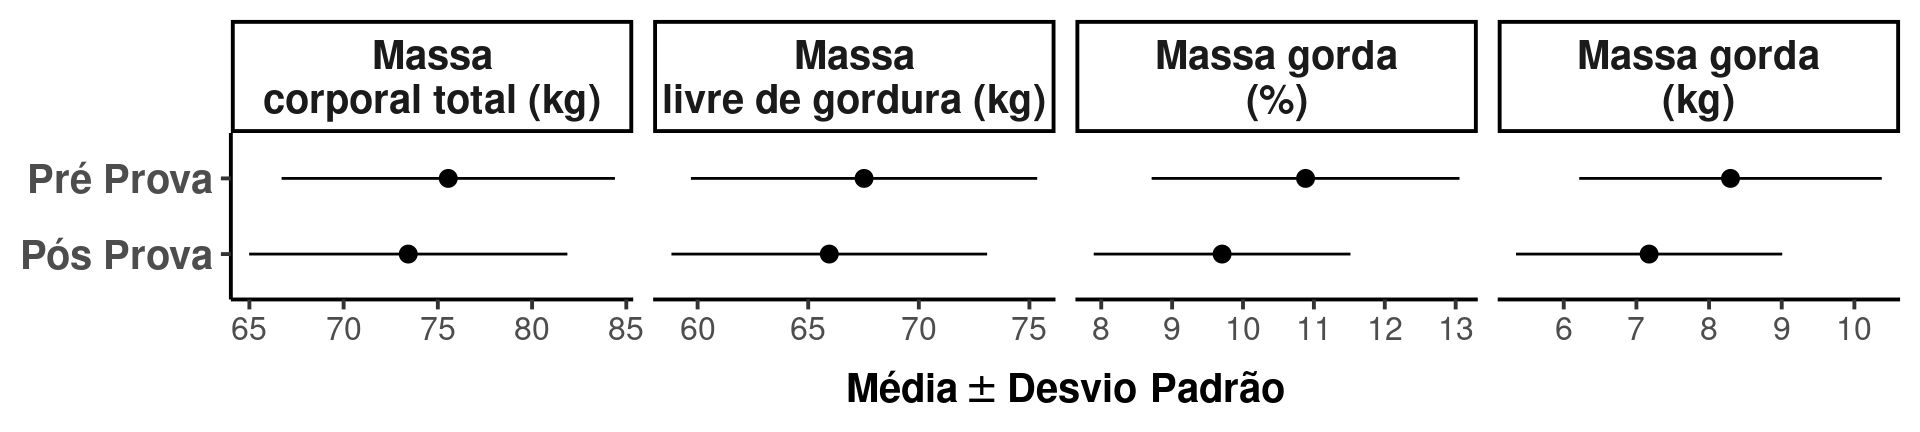 Massa
corporal total (kg)
Massa
livre de gordura (kg)
Massa gorda
(%)
Massa gorda
(kg)
Pré Prova
Pós Prova
65 70 75 80 85
60 65 70 75
8 9 10 11 12 13
6 7 8 9 10
Média ± Desvio Padrão